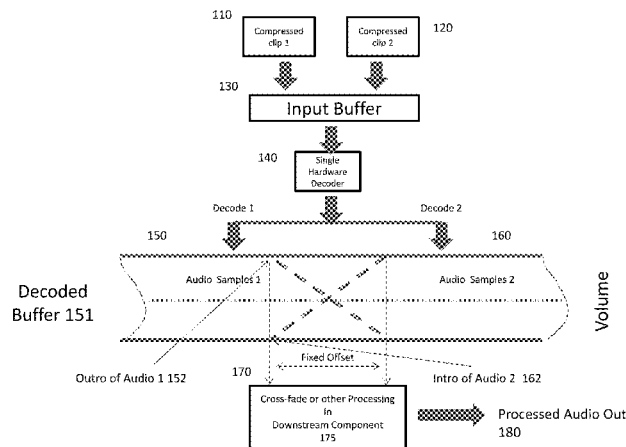 110
Compressed
clip 1
Compressed
clip 2
120
130
Input Buffer
140
Single
Hardware
Decoder
Decode 1
Decode 2
150
160
Audio Samples 1
Audio Samples 2
Decoded
Buffer 151
Volume
Fixed Offset
Outro of Audio 1 152
170
Intro of Audio 2 162
Cross-fade or other Processing
in
Downstream Component
175
Processed Audio Out
180